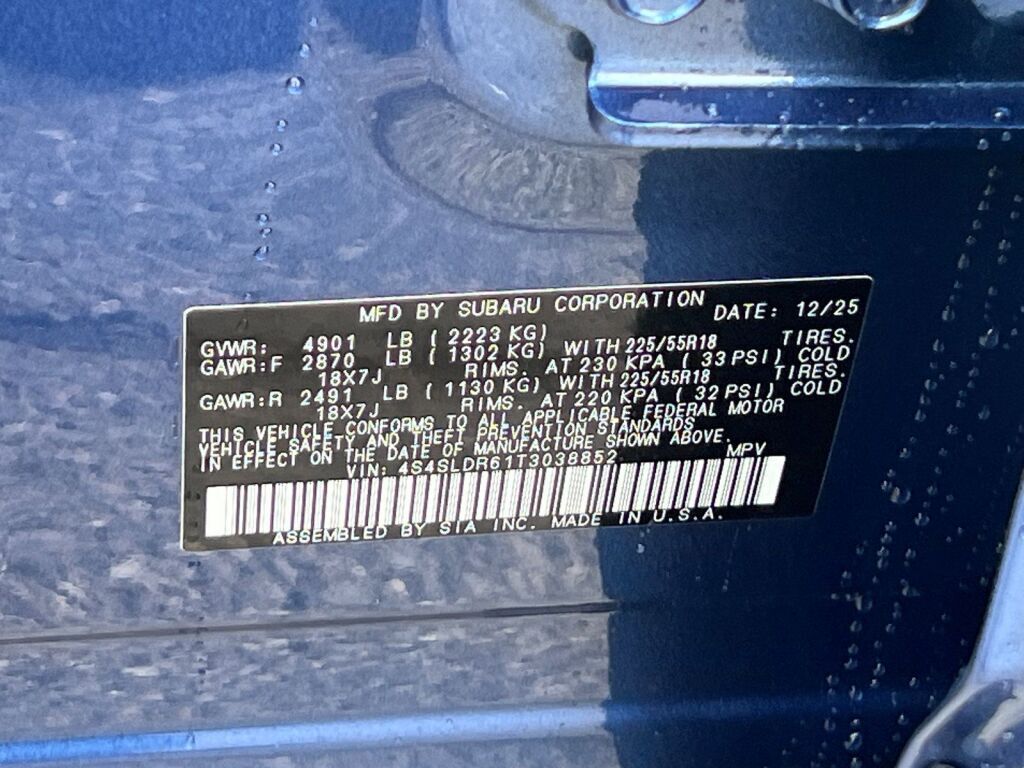 MFD BY SUBARU CORPORATION DATE: 12/25
GVWR: 4901 LB ( 2223 KG)
GAWR:F 2870 LB ( 1302 KG) WITH 225/55R18 TIRES.
18X7J RIMS. AT 230 KPA ( 33 PSI) COLD
GAWR:R 2491 LB ( 1130 KG) WITH 225/55R18 TIRES.
18X7J RIMS. AT 220 KPA ( 32 PSI) COLD
THIS VEHICLE CONFORMS TO ALL APPLICABLE FEDERAL MOTOR
VEHICLE SAFETY AND THEFT PREVENTION STANDARDS
IN EFFECT ON THE DATE OF MANUFACTURE SHOWN ABOVE.
VIN: 4S4SLDR61T3038852 MPV
ASSEMBLED BY SIA INC. MADE IN U.S.A.